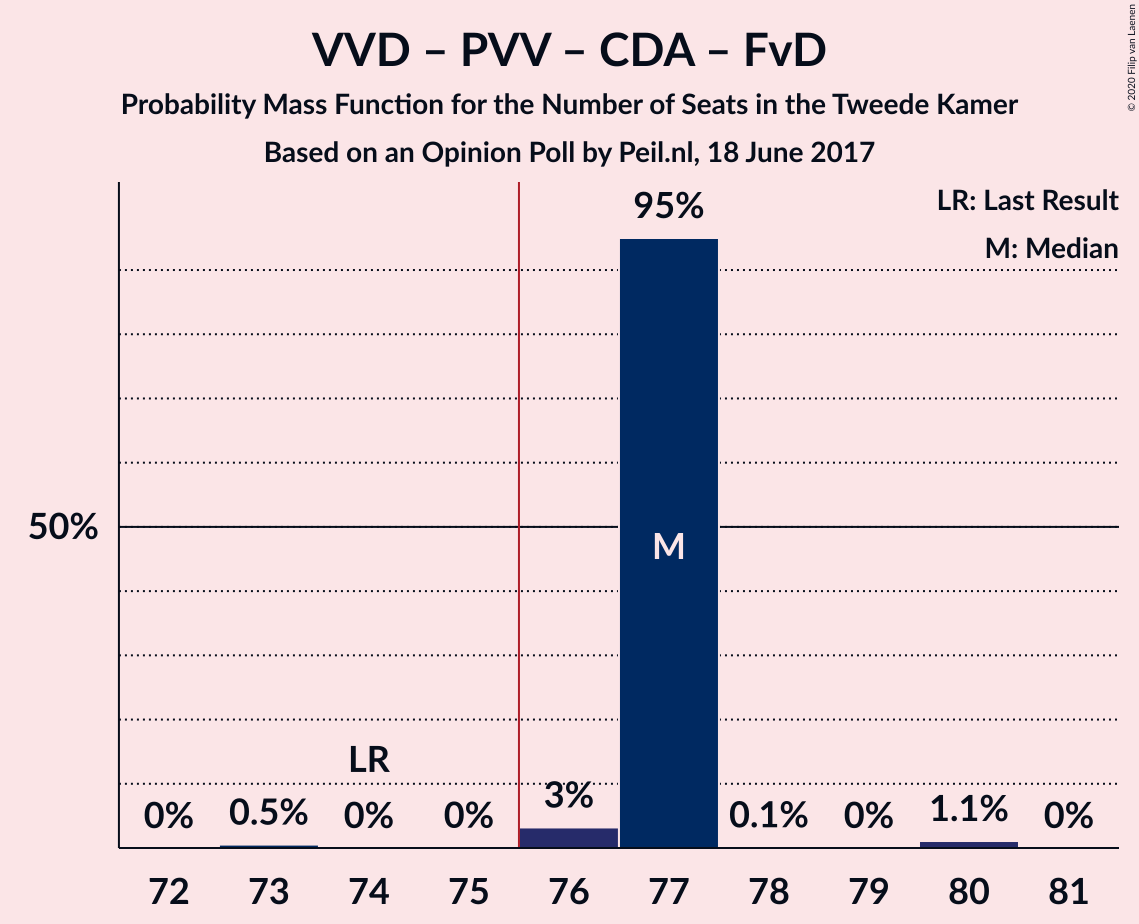 VVD – PVV – CDA – FvD
Probability Mass Function for the Number of Seats in the Tweede Kamer
Based on an Opinion Poll by Peil.nl, 18 June 2017
© 2020 Filip van Laenen
LR: Last Result
M: Median
95%
50%
M
LR
0%
0.5%
0%
0%
3%
0.1%
0%
1.1%
0%
72
73
74
75
76
77
78
79
80
81